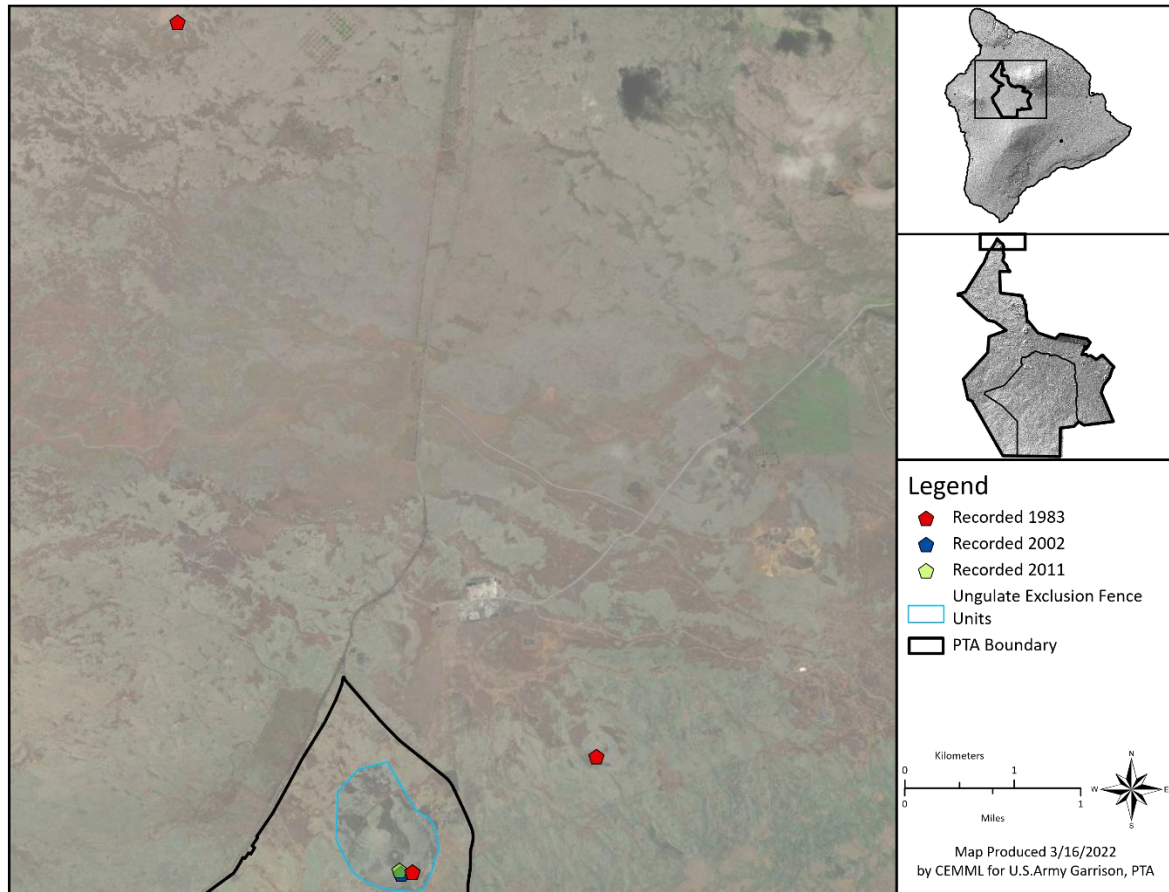 Legend
Recorded 1983
Recorded 2002
Recorded 2011
Ungulate Exclusion Fence
Units
PTA Boundary
Kilometers
0 1
0 1
Miles
N
W E
S
Map Produced 3/16/2022
by CEMML for U.S.Army Garrison, PTA